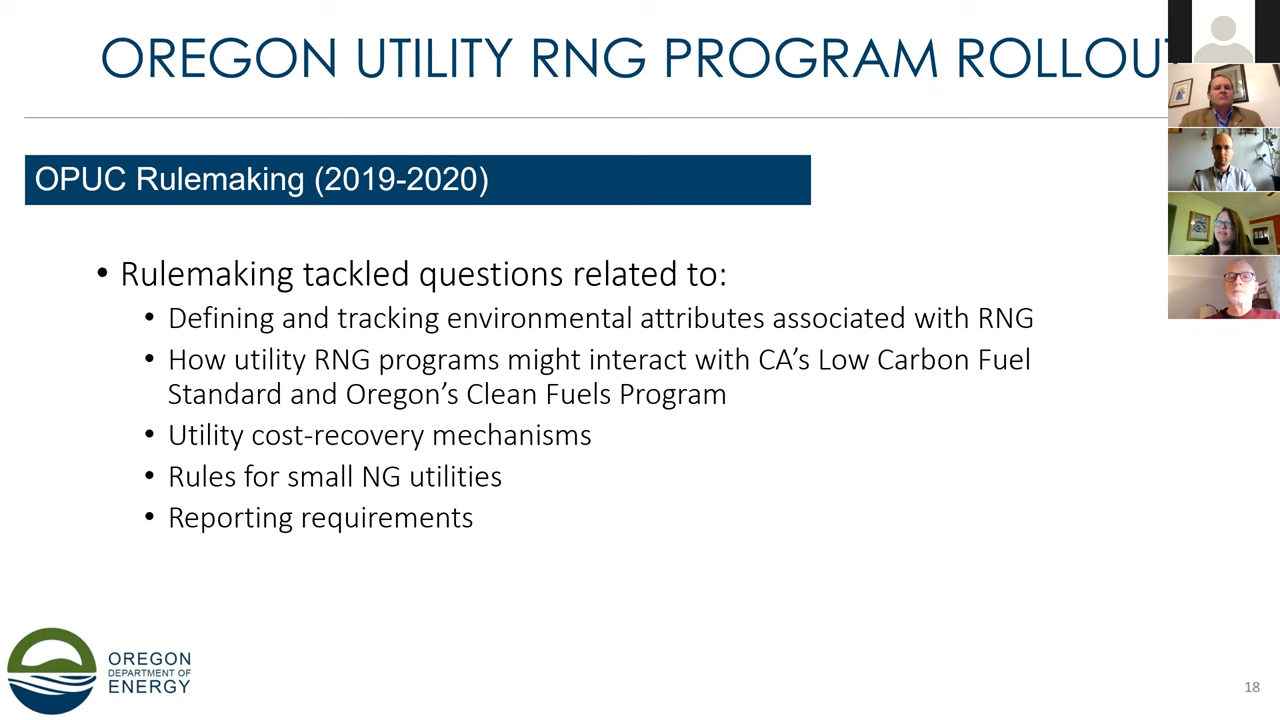 OREGON UTILITY RNG PROGRAM ROLLOUT
OPUC Rulemaking (2019-2020)
• Rulemaking tackled questions related to:
• Defining and tracking environmental attributes associated with RNG
• How utility RNG programs might interact with CA’s Low Carbon Fuel
Standard and Oregon’s Clean Fuels Program
• Utility cost-recovery mechanisms
• Rules for small NG utilities
• Reporting requirements
OREGON
DEPARTMENT OF
ENERGY
18